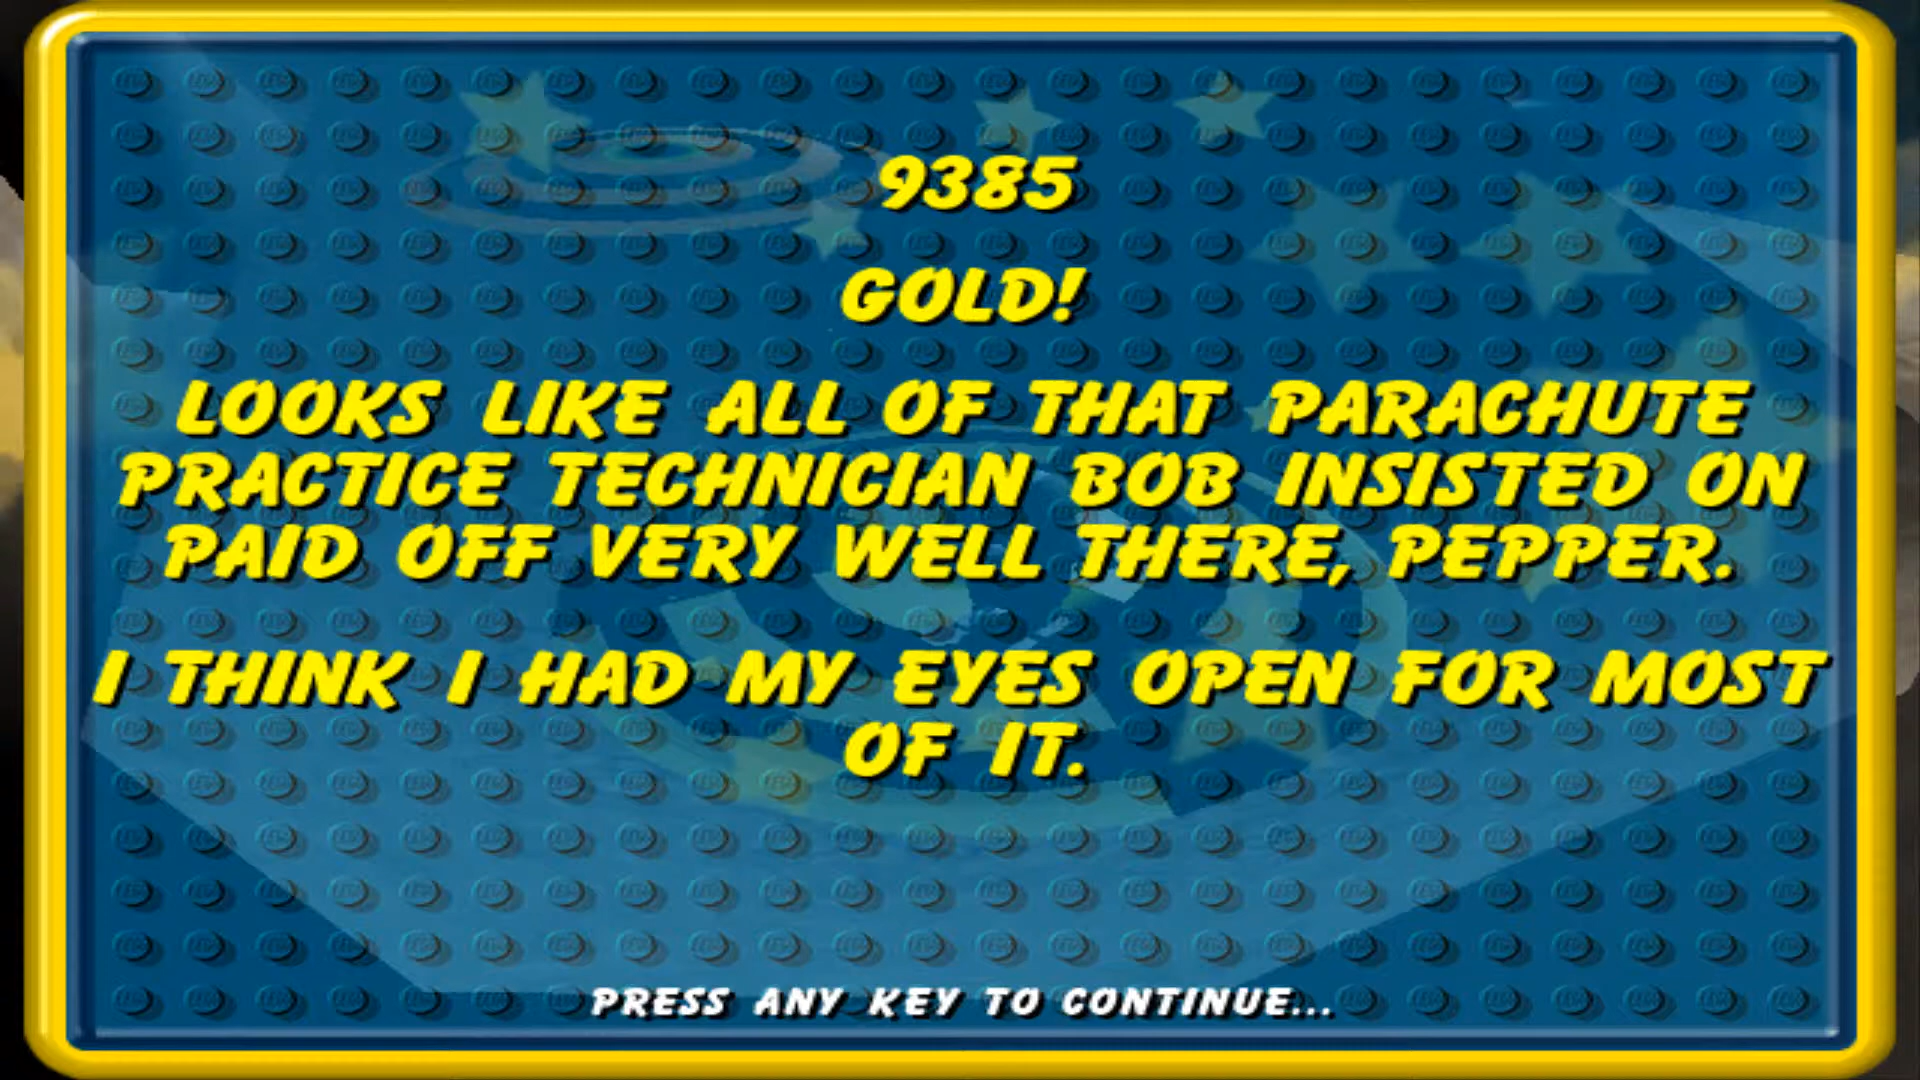 9385
GOLD!
LOOKS LIKE ALL OF THAT PARACHUTE
PRACTICE TECHNICIAN BOB INSISTED ON
PAID OFF VERY WELL THERE, PEPPER.
I THINK I HAD MY EYES OPEN FOR MOST
OF IT.
PRESS ANY KEY TO CONTINUE...